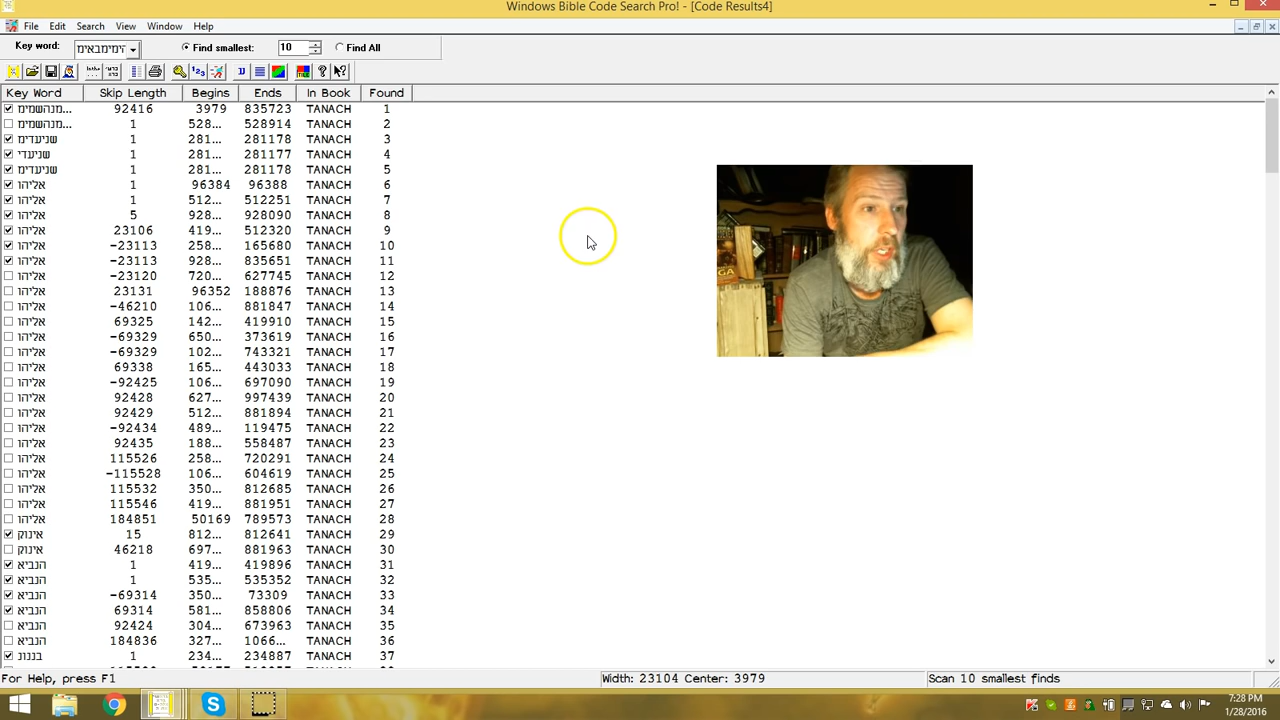 Windows Bible Code Search Pro! - [Code Results4]
File Edit Search View Window Help
Key word: הימימבאימ Find smallest: 10 Find All
Key Word Skip Length Begins Ends In Book Found
מנהשמימ... 92416 3979 835723 TANACH 1
מנהשמימ... 1 528... 528914 TANACH 2
שניעדימ 1 281... 281178 TANACH 3
שניעדי 1 281... 281177 TANACH 4
שניעדימ 1 281... 281178 TANACH 5
אליהו 1 96384 96388 TANACH 6
אליהו 1 512... 512251 TANACH 7
אליהו 5 928... 928090 TANACH 8
אליהו 23106 419... 512320 TANACH 9
אליהו -23113 258... 165680 TANACH 10
אליהו -23113 928... 835651 TANACH 11
אליהו -23120 720... 627745 TANACH 12
אליהו 23131 96352 188876 TANACH 13
אליהו -46210 106... 881847 TANACH 14
אליהו 69325 142... 419910 TANACH 15
אליהו -69329 650... 373619 TANACH 16
אליהו -69329 102... 743321 TANACH 17
אליהו 69338 165... 443033 TANACH 18
אליהו -92425 106... 697090 TANACH 19
אליהו 92428 627... 997439 TANACH 20
אליהו 92429 512... 881894 TANACH 21
אליהו -92434 489... 119475 TANACH 22
אליהו 92435 188... 558487 TANACH 23
אליהו 115526 258... 720291 TANACH 24
אליהו -115528 106... 604619 TANACH 25
אליהו 115532 350... 812685 TANACH 26
אליהו 115546 419... 881951 TANACH 27
אליהו 184851 50169 789573 TANACH 28
אינוק 15 812... 812641 TANACH 29
אינוק 46218 697... 881963 TANACH 30
הנביא 1 419... 419896 TANACH 31
הנביא 1 535... 535352 TANACH 32
הנביא -69314 350... 73309 TANACH 33
הנביא 69314 581... 858806 TANACH 34
הנביא 92424 304... 673963 TANACH 35
הנביא 184836 327... 1066... TANACH 36
בננונ 1 234... 234887 TANACH 37
For Help, press F1 Width: 23104 Center: 3979 Scan 10 smallest finds
7:28 PM
1/28/2016